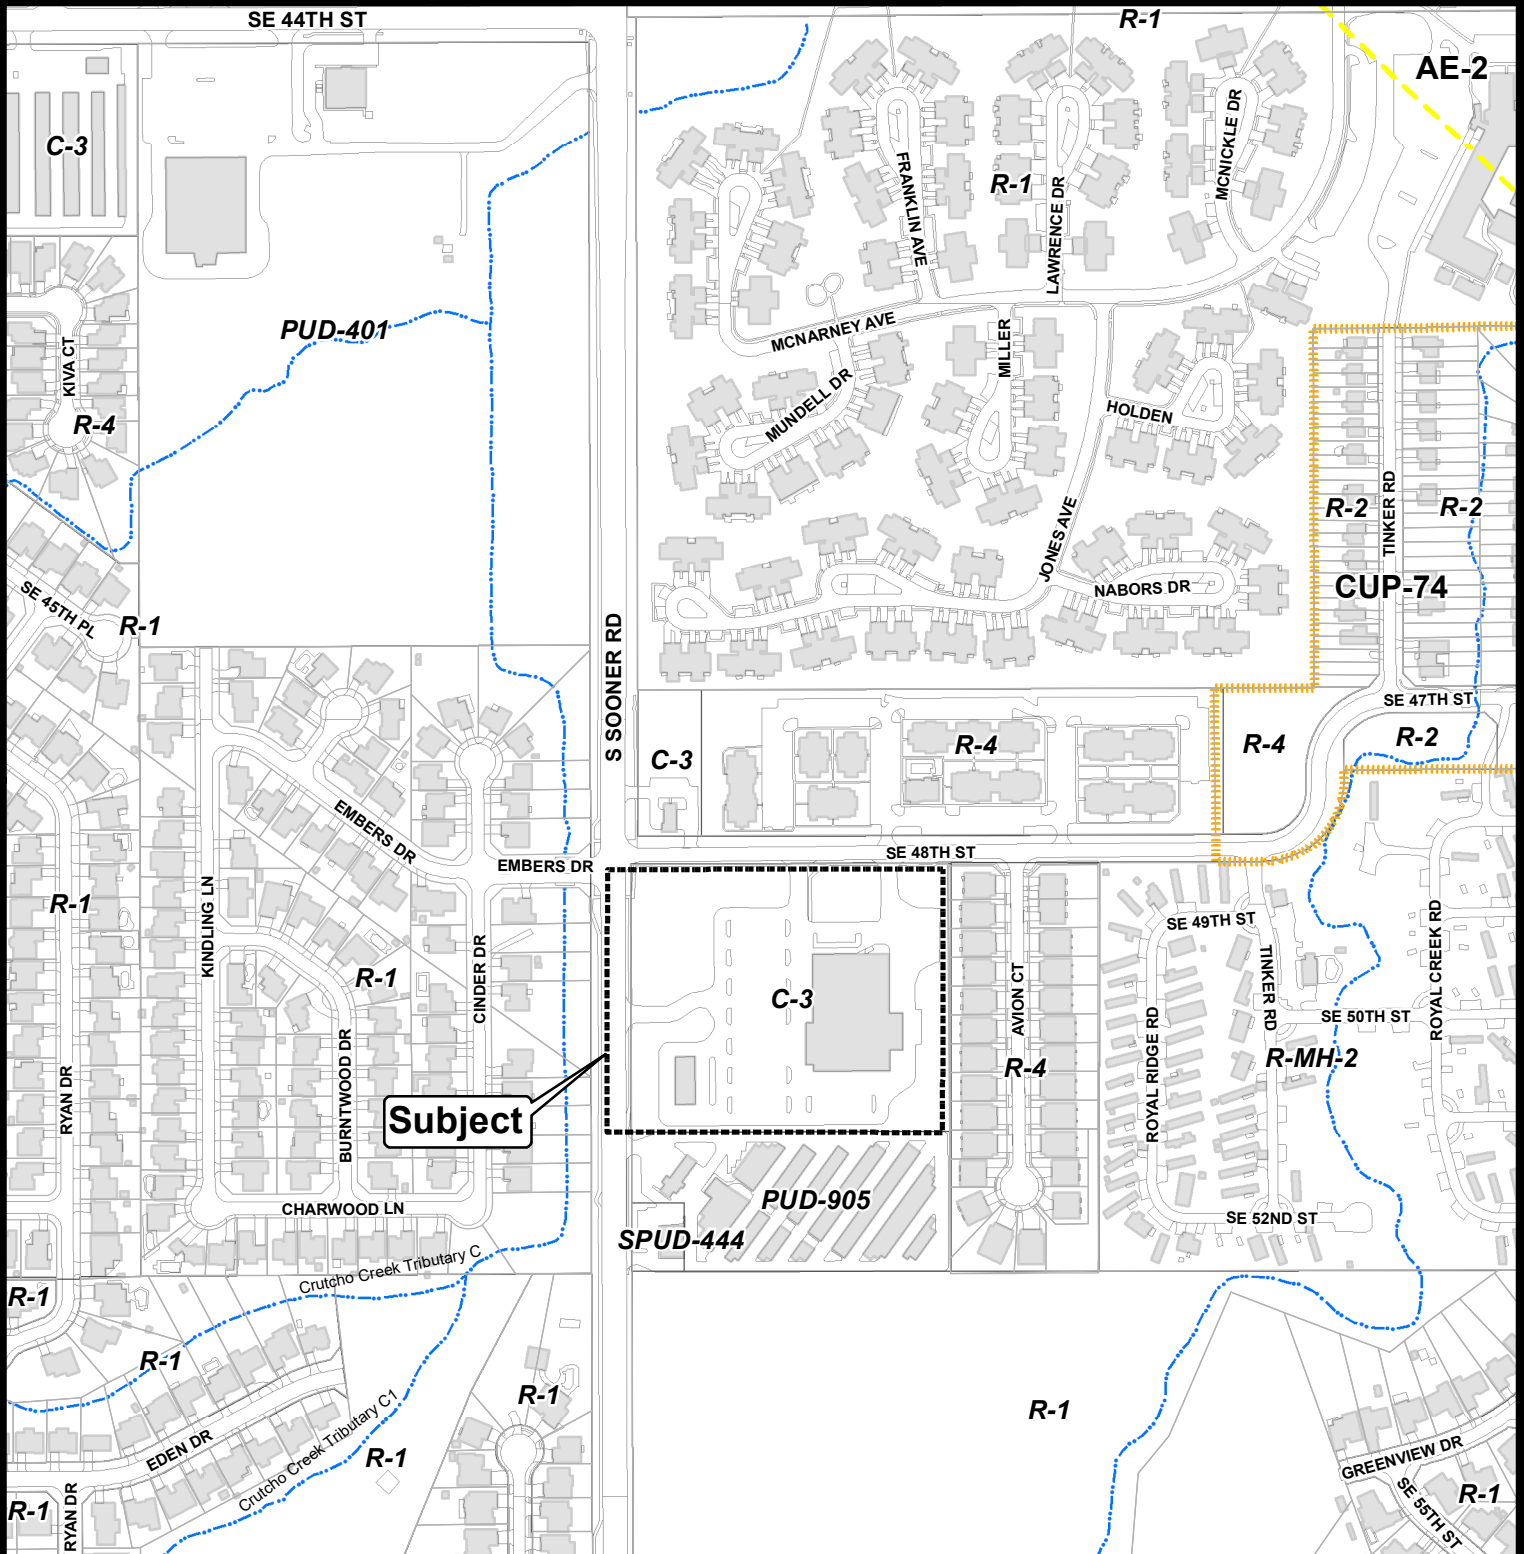 SE 44TH ST
R-1
AE-2
C-3
MCNICKLE DR
FRANKLIN AVE
R-1
LAWRENCE DR
PUD-401
MCNARNEY AVE
KIVA CT
MILLER
MUNDELL DR
HOLDEN
R-4
TINKER RD
R-2
R-2
JONES AVE
NABORS DR
CUP-74
SE 45TH PL
R-1
S SOONER RD
SE 47TH ST
R-4
R-4
R-2
C-3
EMBERS DR
SE 48TH ST
EMBERS DR
R-1
KINDLING LN
SE 49TH ST
ROYAL CREEK RD
CINDER DR
R-1
C-3
AVION CT
TINKER RD
SE 50TH ST
ROYAL RIDGE RD
R-4
R-MH-2
RYAN DR
BURNTWOOD DR
Subject
PUD-905
CHARWOOD LN
SE 52ND ST
SPUD-444
Crutcho Creek Tributary C
R-1
R-1
R-1
R-1
Crutcho Creek Tributary C1
EDEN DR
R-1
GREENVIEW DR
R-1
R-1
RYAN DR
SE 55TH ST